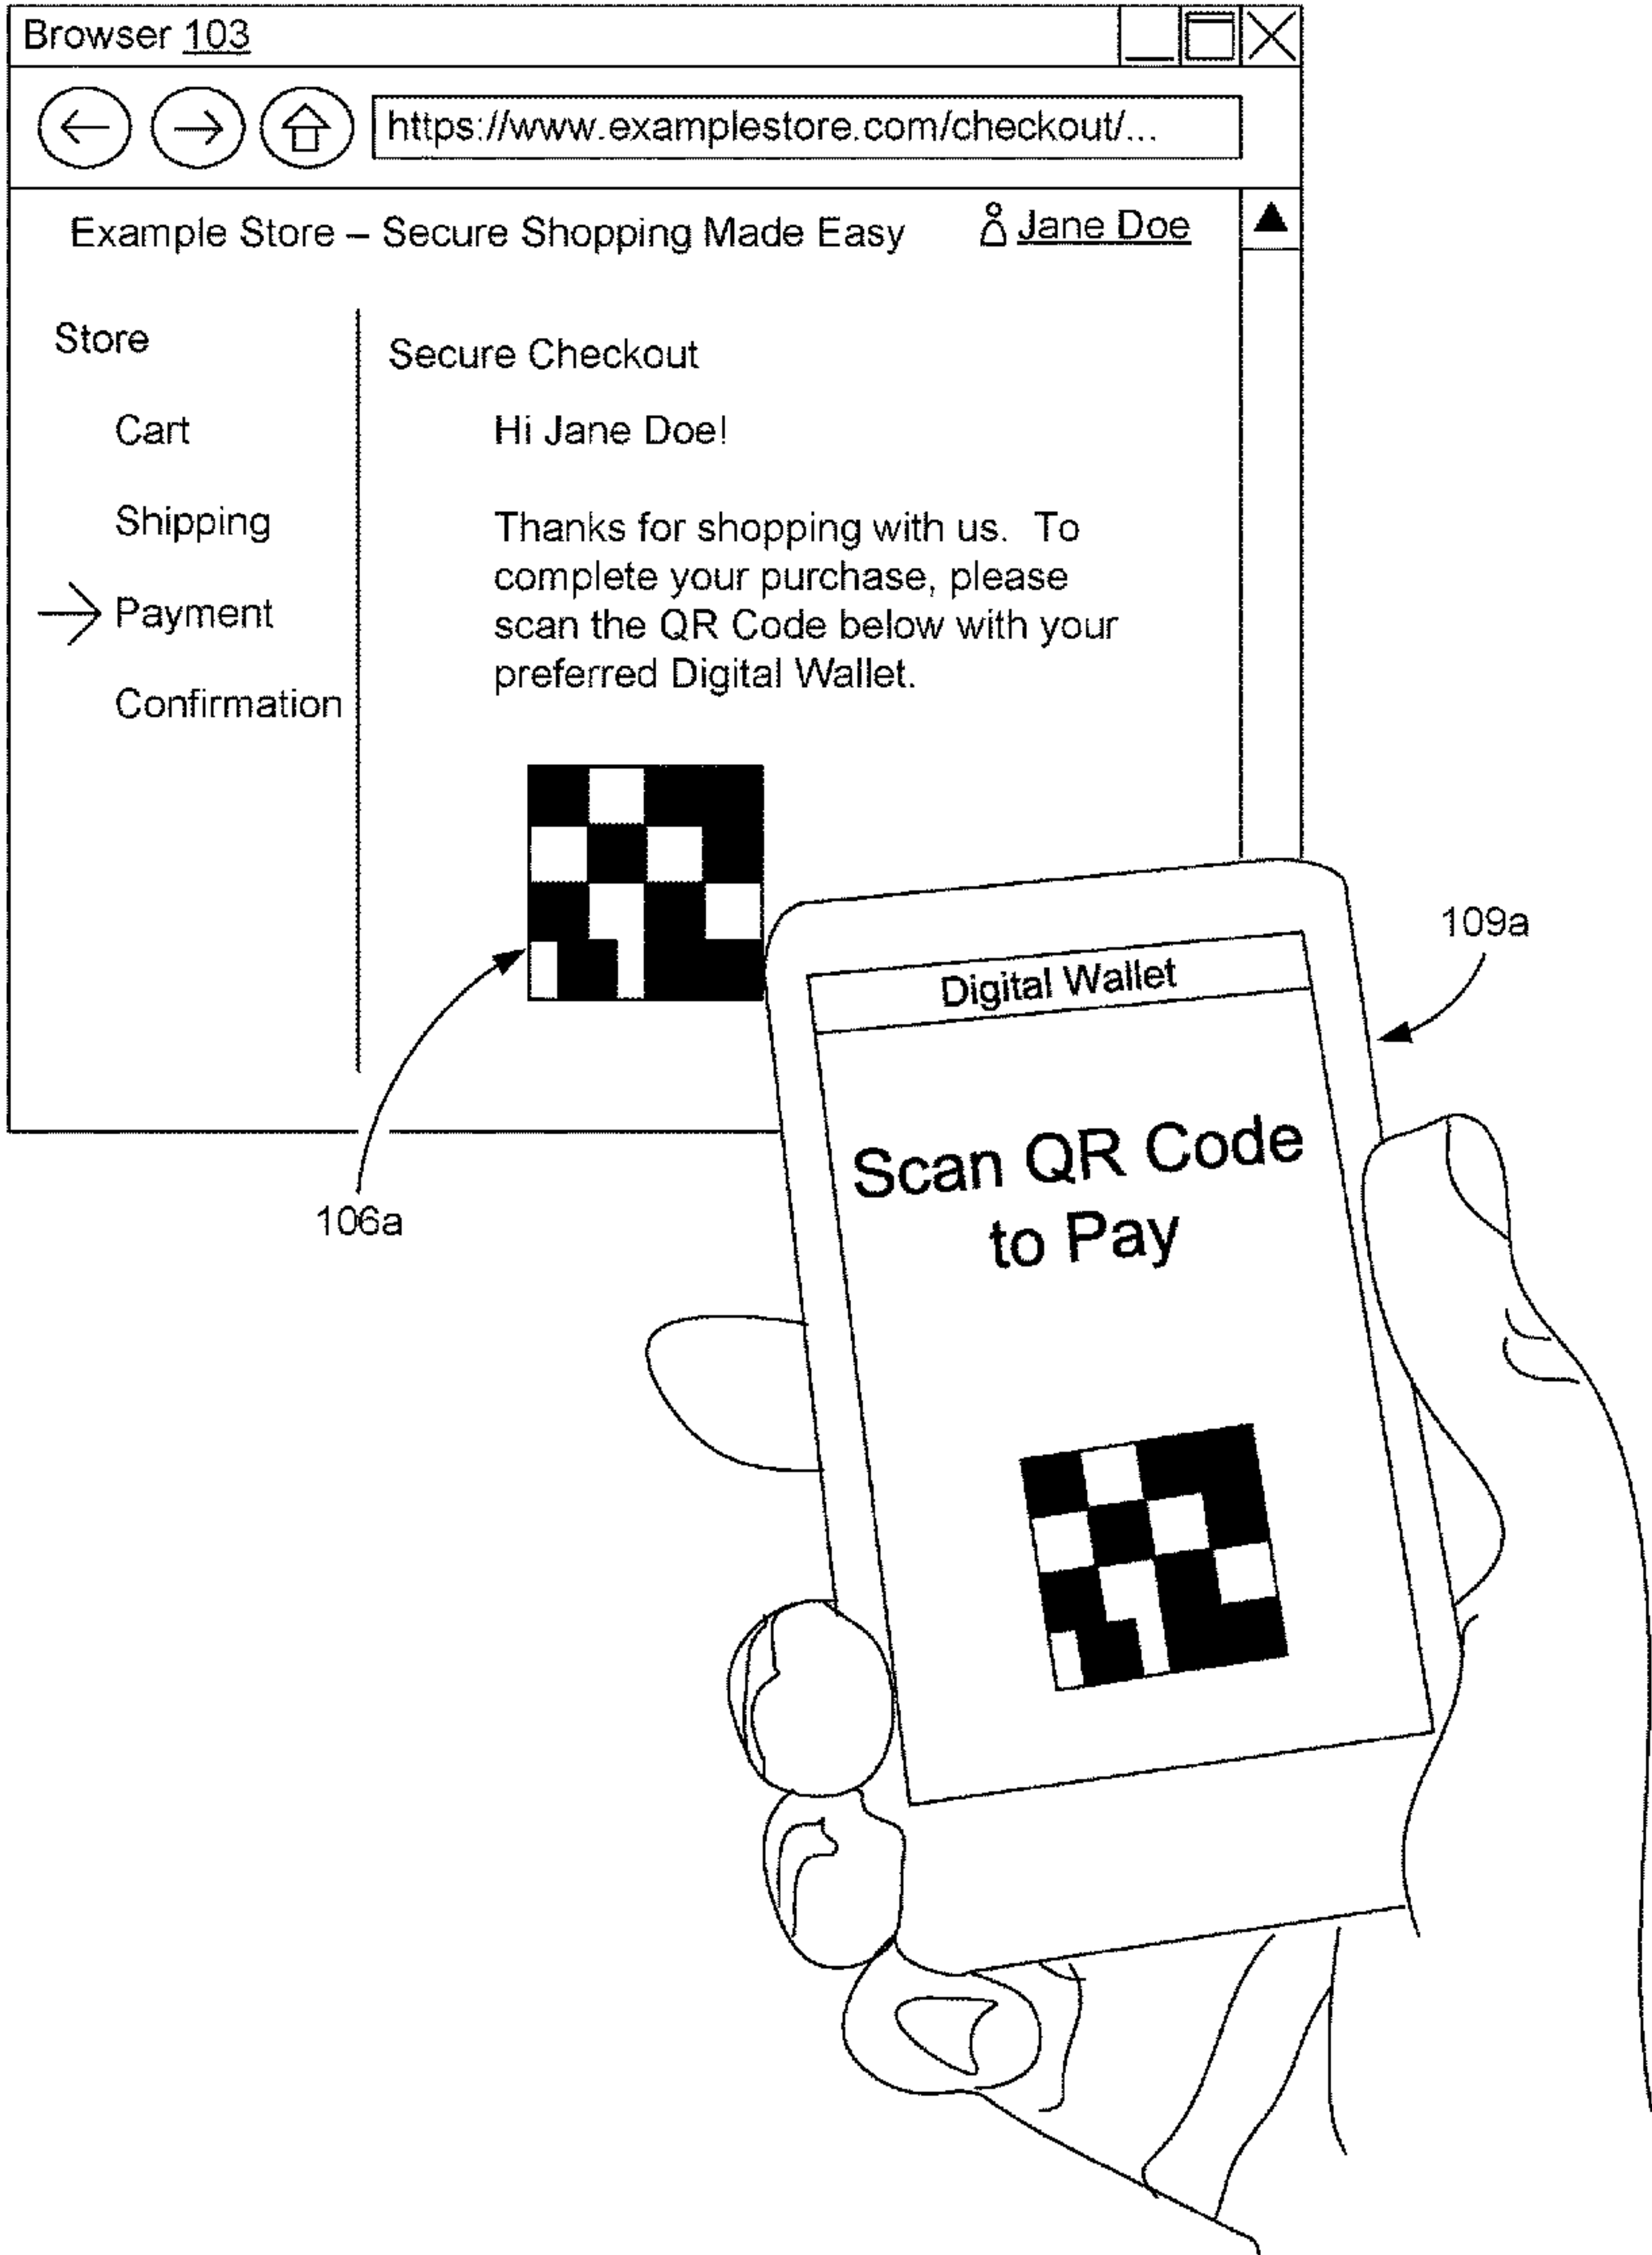 Browser 103
https://www.examplestore.com/checkout/...
Example Store – Secure Shopping Made Easy
Jane Doe
Store
Cart
Shipping
Payment
Confirmation
Secure Checkout
Hi Jane Doe!
Thanks for shopping with us.  To
complete your purchase, please
scan the QR Code below with your
preferred Digital Wallet.
106a
109a
Digital Wallet
Scan QR Code
to Pay